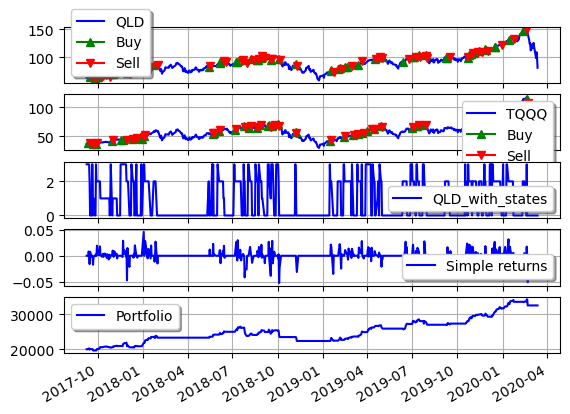 QLD
Buy
Sell
150
100
TQQQ
Buy
Sell
100
50
QLD_with_states
2
0
Simple returns
0.05
0.00
−0.05
Portfolio
30000
20000
2017-10
2018-01
2018-04
2018-07
2018-10
2019-01
2019-04
2019-07
2019-10
2020-01
2020-04